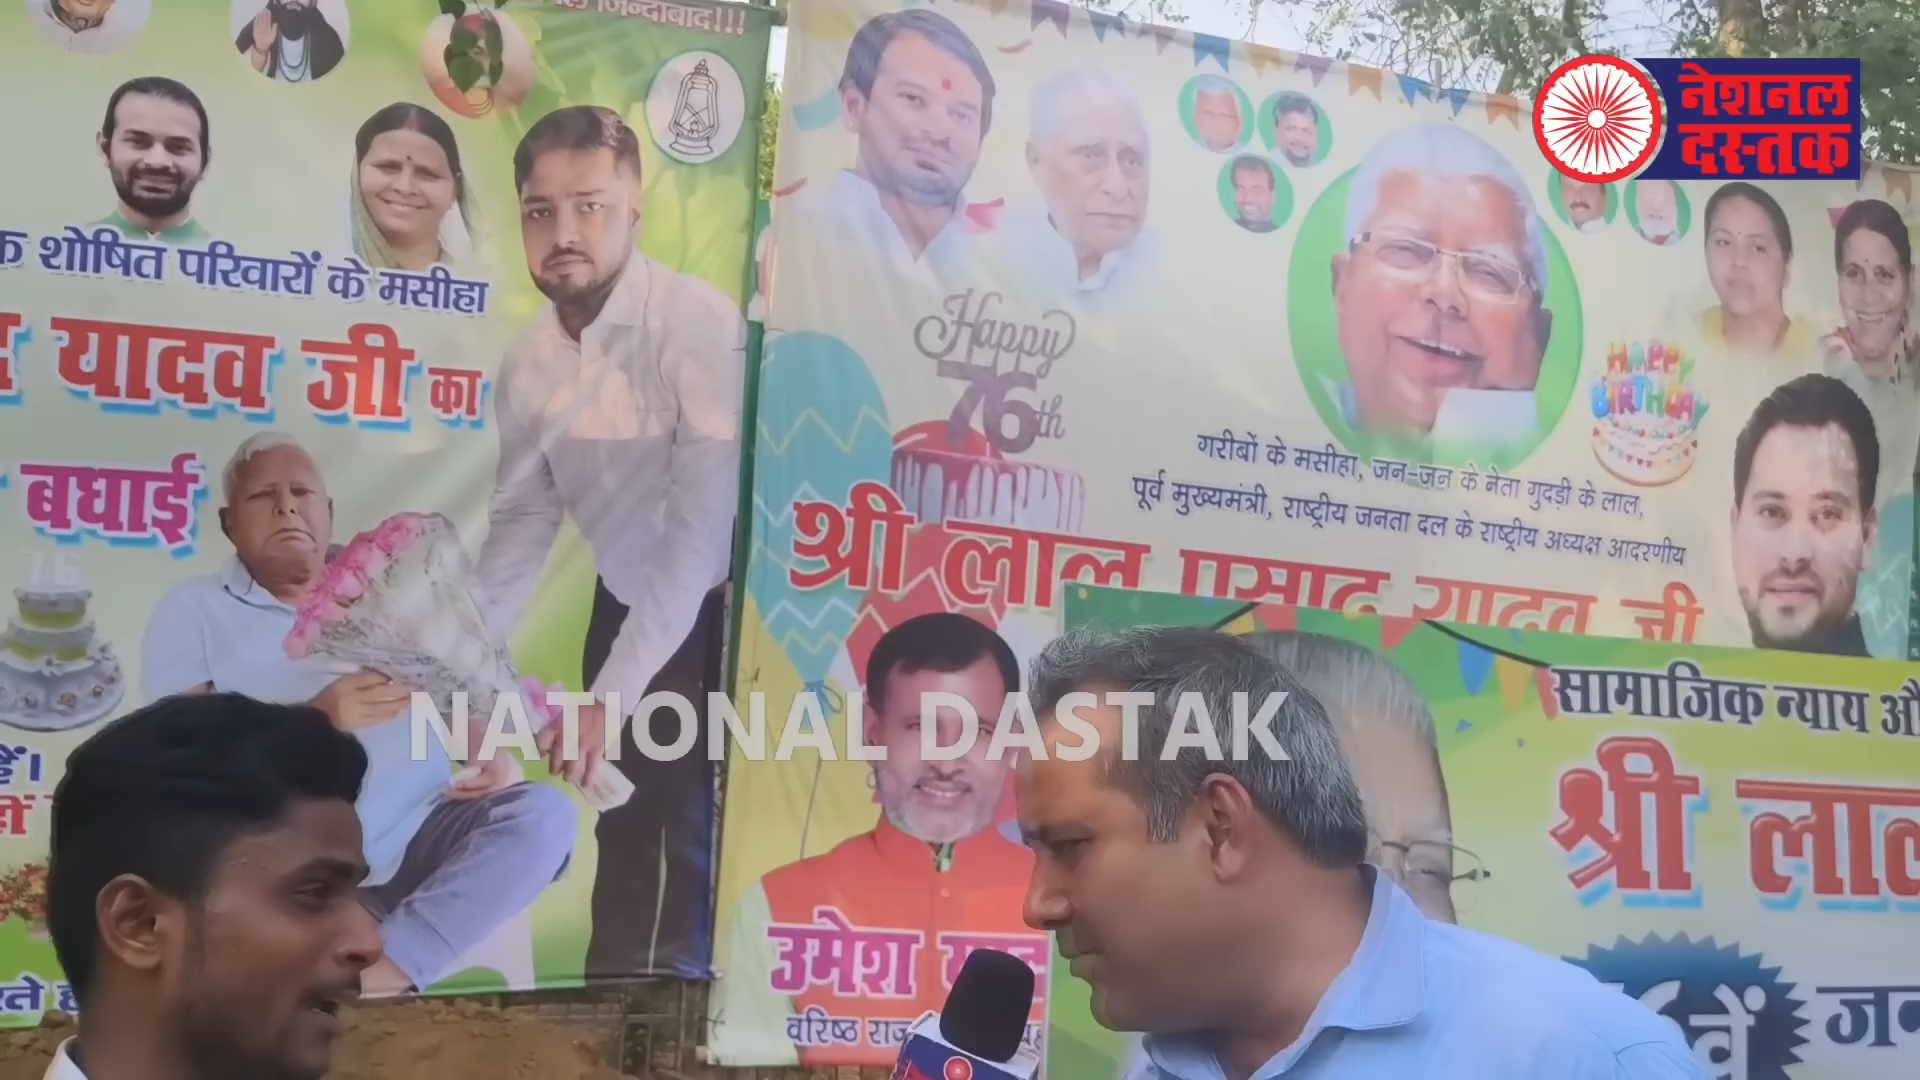 जिन्दाबाद!!!
शोषित परिवारों के मसीहा
यादव जी का
बधाई
76
हैं।
Happy
76th
HAPPY
BIRTHDAY
गरीबों के मसीहा, जन-जन के नेता गुदड़ी के लाल,
पूर्व मुख्यमंत्री, राष्ट्रीय जनता दल के राष्ट्रीय अध्यक्ष आदरणीय
श्री लालू प्रसाद यादव जी
उमेश
वरिष्ठ
सामाजिक न्याय
श्री
नेशनल
दस्तक
NATIONAL DASTAK